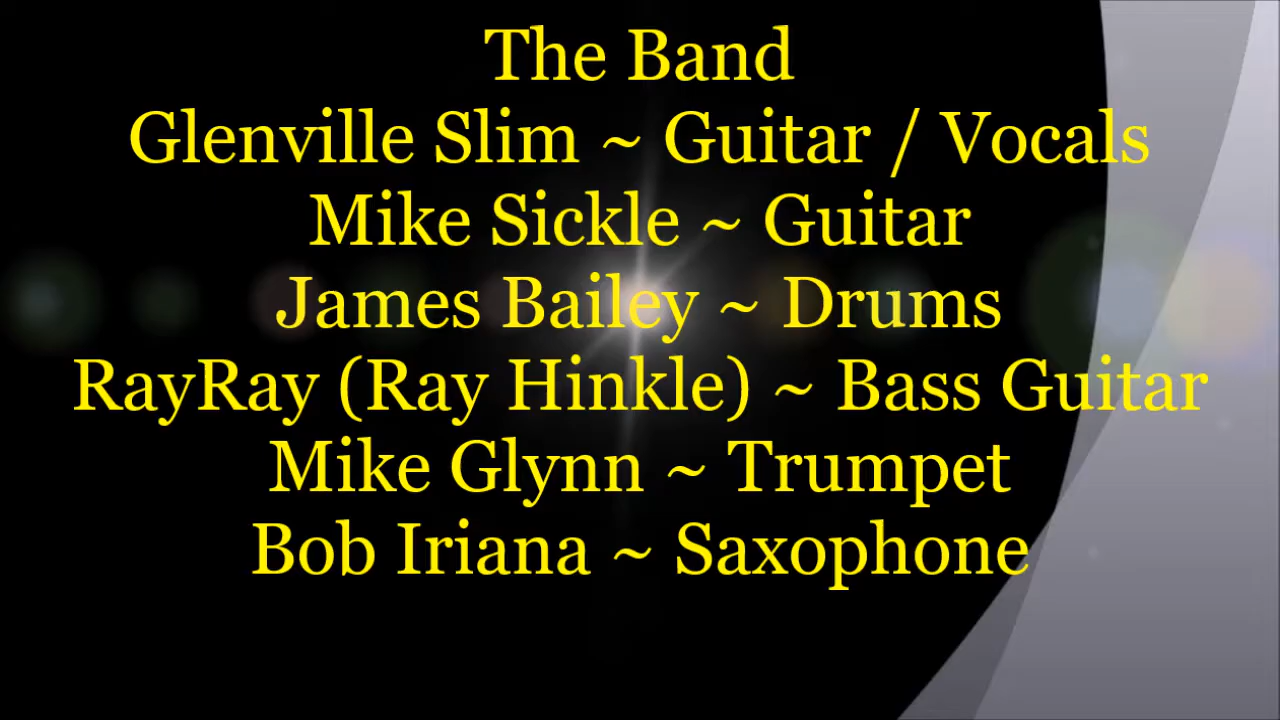 The Band
Glenville Slim ~ Guitar / Vocals
Mike Sickle ~ Guitar
James Bailey ~ Drums
RayRay (Ray Hinkle) ~ Bass Guitar
Mike Glynn ~ Trumpet
Bob Iriana ~ Saxophone